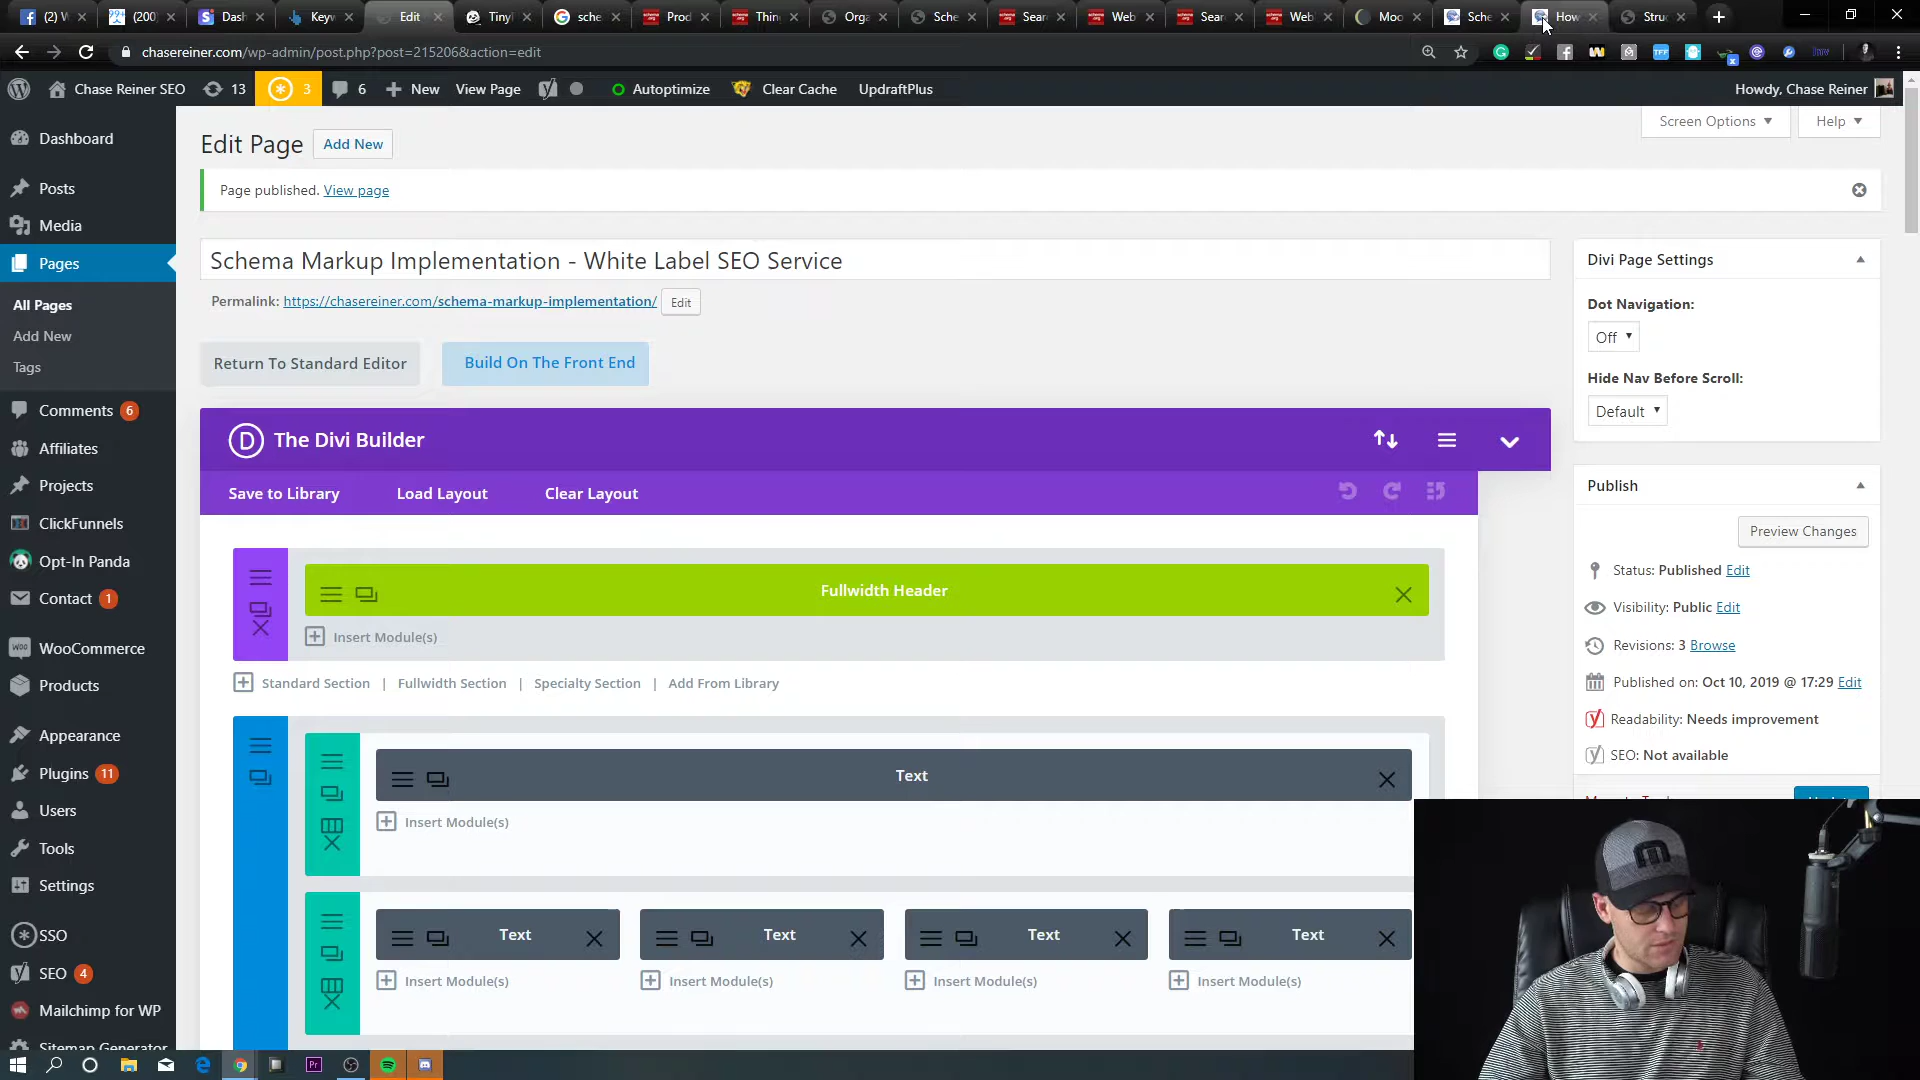 (2) W
(200)
Dash
Keyw
Edit
Tinyl
sche
Prod
Thin
Orga
Sche
Sear
Web
Sear
Web
Moo
Sche
How
Struc
chasereiner.com/wp-admin/post.php?post=215206&action=edit
Chase Reiner SEO
13
3
6
New
View Page
Autoptimize
Clear Cache
UpdraftPlus
Howdy, Chase Reiner
Dashboard
Posts
Media
Pages
All Pages
Add New
Tags
Comments 6
Affiliates
Projects
ClickFunnels
Opt-In Panda
Contact 1
WooCommerce
Products
Appearance
Plugins 11
Users
Tools
Settings
SSO
SEO 4
Mailchimp for WP
Sitemap Generator
Edit Page
Add New
Screen Options
Help
Page published. View page
Schema Markup Implementation - White Label SEO Service
Permalink: https://chasereiner.com/schema-markup-implementation/ Edit
Return To Standard Editor
Build On The Front End
D The Divi Builder
Save to Library
Load Layout
Clear Layout
Fullwidth Header
Insert Module(s)
Standard Section | Fullwidth Section | Specialty Section | Add From Library
Text
Insert Module(s)
Text
Text
Text
Text
Insert Module(s)
Insert Module(s)
Insert Module(s)
Insert Module(s)
Divi Page Settings
Dot Navigation:
Off
Hide Nav Before Scroll:
Default
Publish
Preview Changes
Status: Published Edit
Visibility: Public Edit
Revisions: 3 Browse
Published on: Oct 10, 2019 @ 17:29 Edit
Readability: Needs improvement
SEO: Not available